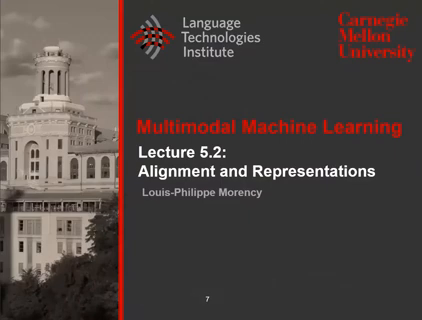 Language
Technologies
Institute
Carnegie
Mellon
University
Multimodal Machine Learning
Lecture 5.2:
Alignment and Representations
Louis-Philippe Morency
7